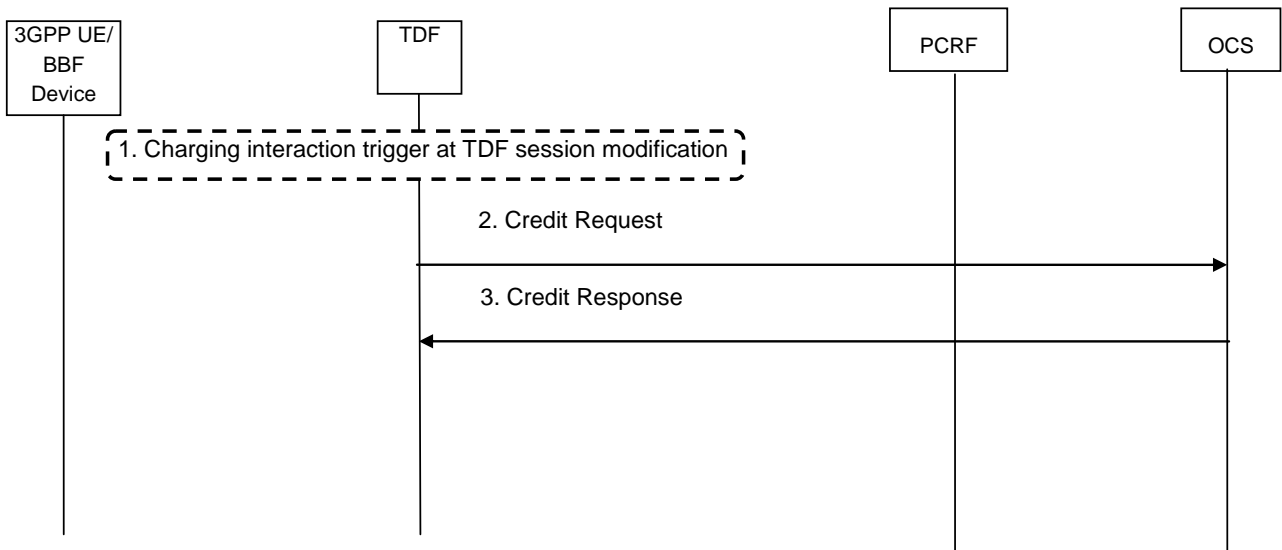 3GPP UE/
BBF
Device
TDF
PCRF
OCS
1. Charging interaction trigger at TDF session modification
2. Credit Request
3. Credit Response